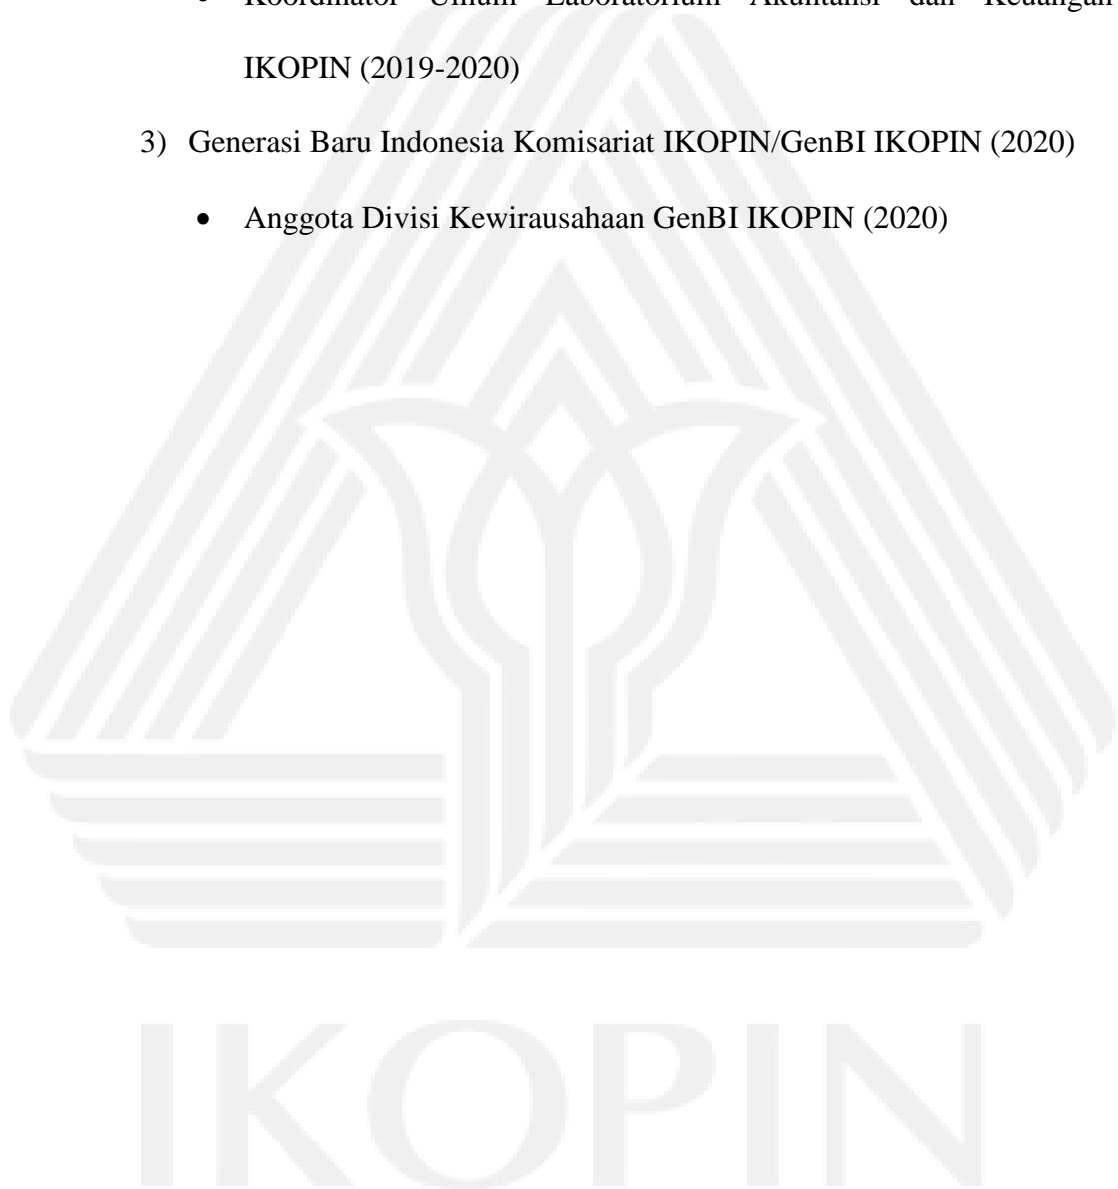 • Koordinator Umum Laboratorium Akuntansi dan Keuangan
IKOPIN (2019-2020)
3) Generasi Baru Indonesia Komisariat IKOPIN/GenBI IKOPIN (2020)
• Anggota Divisi Kewirausahaan GenBI IKOPIN (2020)
IKOPIN